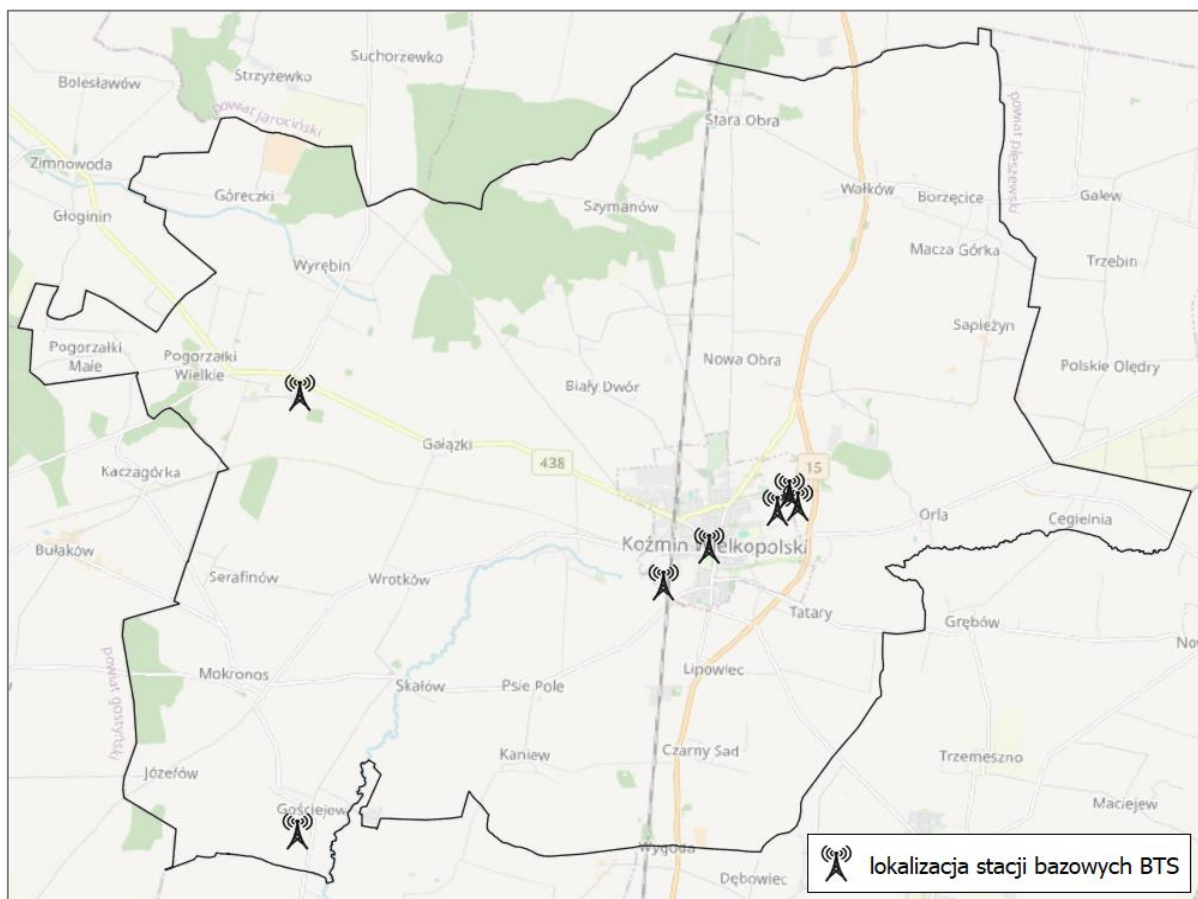 Suchorzewko
Strzyżewko
Bolesławów
powiat jarociński
powiat pleszewski
Stara Obra
Zimnowoda
Góreczki
Wałków
Borzęcice
Galew
Głoginin
Szymanów
Macza Górka
Trzebin
Wyrębin
Sapieżyn
Pogorzałki
Małe
Pogorzałki
Wielkie
Nowa Obra
Polskie Olędry
Biały Dwór
Gałązki
438
15
Kaczagórka
Orla
Cegielnia
Bułaków
Koźmin Wielkopolski
Serafinów
Wrotków
Tatary
Grębów
powiat gostyński
Mokronos
Skałów
Psie Pole
Lipowiec
Kaniew
Czarny Sad
Trzemeszno
Józefów
Gościejew
Maciejew
Wygoda
Dębowiec
lokalizacja stacji bazowych BTS